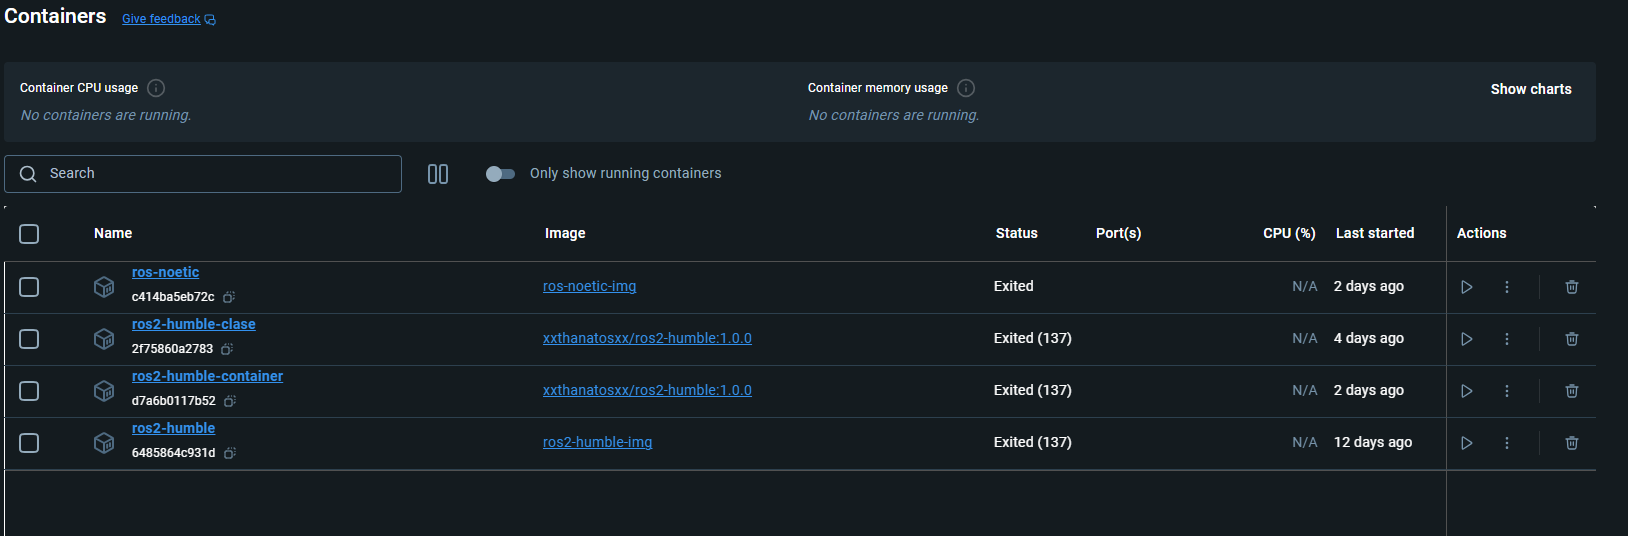 Containers Give feedback
Container CPU usage Container memory usage Show charts
No containers are running. No containers are running.
Search Only show running containers
Name Image Status Port(s) CPU (%) Last started Actions
ros-noetic
c414ba5eb72c ros-noetic-img Exited N/A 2 days ago
ros2-humble-clase
2f75860a2783 xxthanatosxx/ros2-humble:1.0.0 Exited (137) N/A 4 days ago
ros2-humble-container
d7a6b0117b52 xxthanatosxx/ros2-humble:1.0.0 Exited (137) N/A 2 days ago
ros2-humble
6485864c931d ros2-humble-img Exited (137) N/A 12 days ago